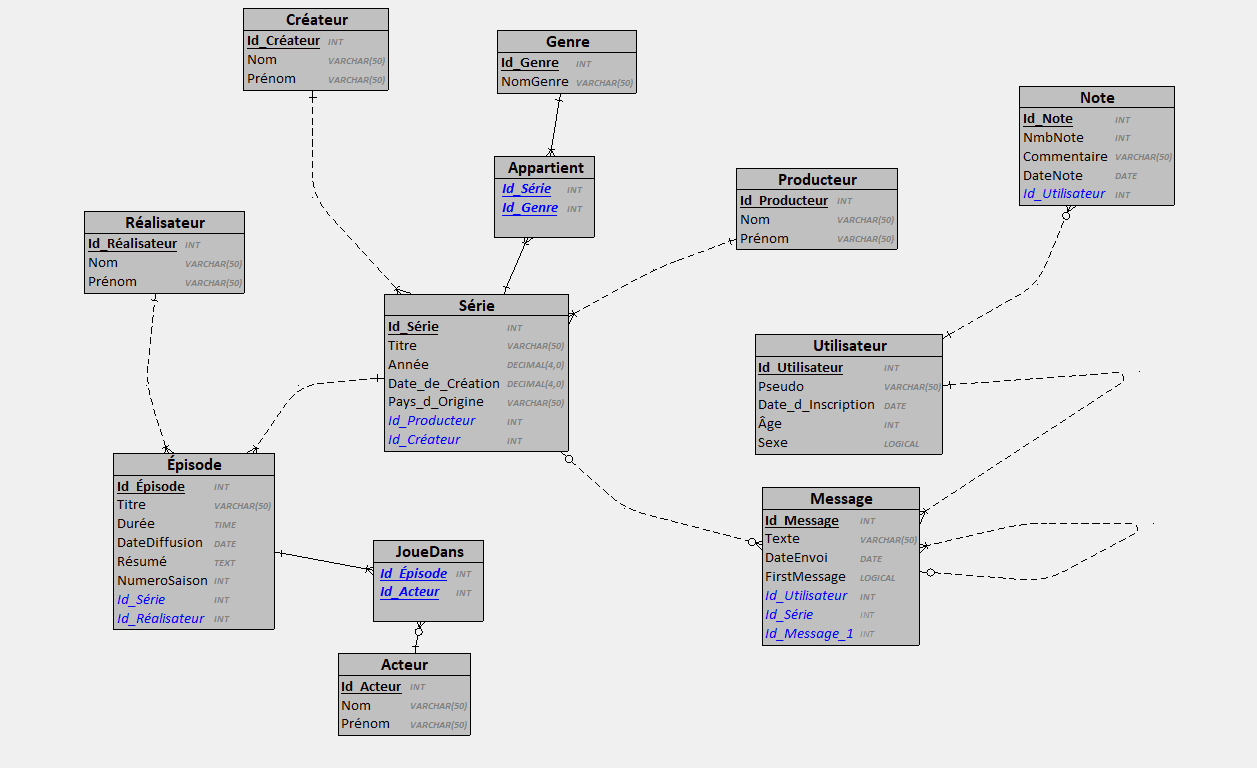 Créateur
Id_Créateur INT
Nom VARCHAR(50)
Prénom VARCHAR(50)
Genre
Id_Genre INT
NomGenre VARCHAR(50)
Note
Id_Note INT
NmbNote INT
Commentaire VARCHAR(50)
DateNote DATE
Id_Utilisateur INT
Appartient
Id_Série INT
Id_Genre INT
Producteur
Id_Producteur INT
Nom VARCHAR(50)
Prénom VARCHAR(50)
Réalisateur
Id_Réalisateur INT
Nom VARCHAR(50)
Prénom VARCHAR(50)
Série
Id_Série INT
Titre VARCHAR(50)
Année DECIMAL(4,0)
Date_de_Création DECIMAL(4,0)
Pays_d_Origine VARCHAR(50)
Id_Producteur INT
Id_Créateur INT
Utilisateur
Id_Utilisateur INT
Pseudo VARCHAR(50)
Date_d_Inscription DATE
Âge INT
Sexe LOGICAL
Épisode
Id_Épisode INT
Titre VARCHAR(50)
Durée TIME
DateDiffusion DATE
Résumé TEXT
NumeroSaison INT
Id_Série INT
Id_Réalisateur INT
Message
Id_Message INT
Texte VARCHAR(50)
DateEnvoi DATE
FirstMessage LOGICAL
Id_Utilisateur INT
Id_Série INT
Id_Message_1 INT
JoueDans
Id_Épisode INT
Id_Acteur INT
Acteur
Id_Acteur INT
Nom VARCHAR(50)
Prénom VARCHAR(50)